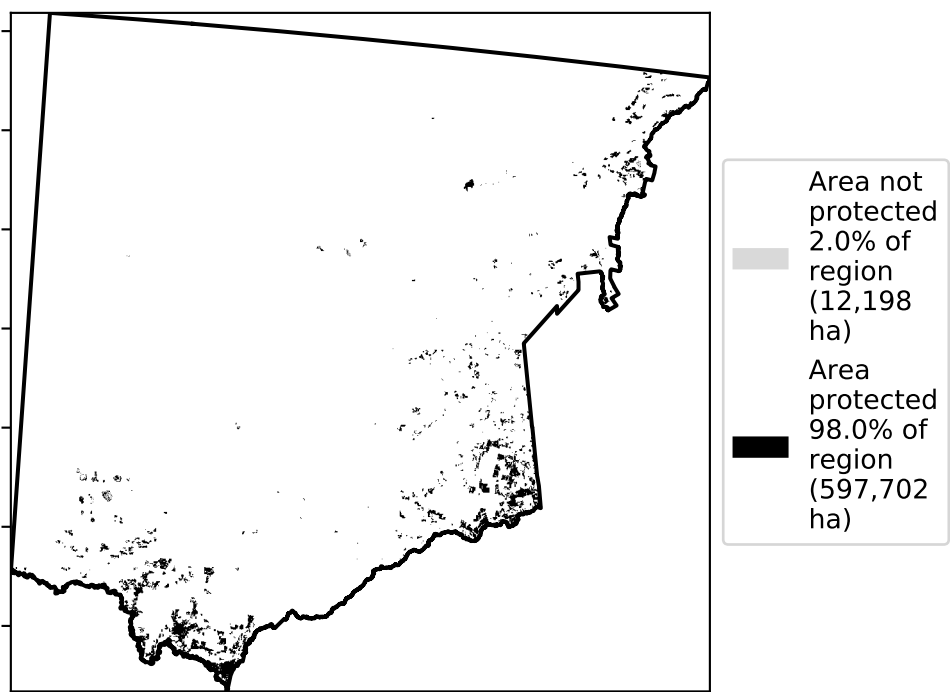 Area not
protected
2.0% of
region
(12,198
ha)
Area
protected
98.0% of
region
(597,702
ha)